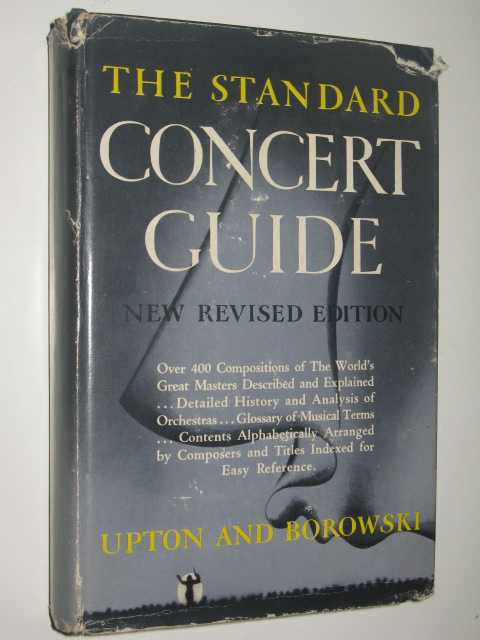 THE STANDARD
CONCERT
GUIDE
NEW REVISED EDITION
Over 400 Compositions of The World's
Great Masters Described and Explained
...Detailed History and Analysis of
Orchestras...Glossary of Musical Terms
...Contents Alphabetically Arranged
by Composers and Titles Indexed for
Easy Reference.
UPTON AND BOROWSKI